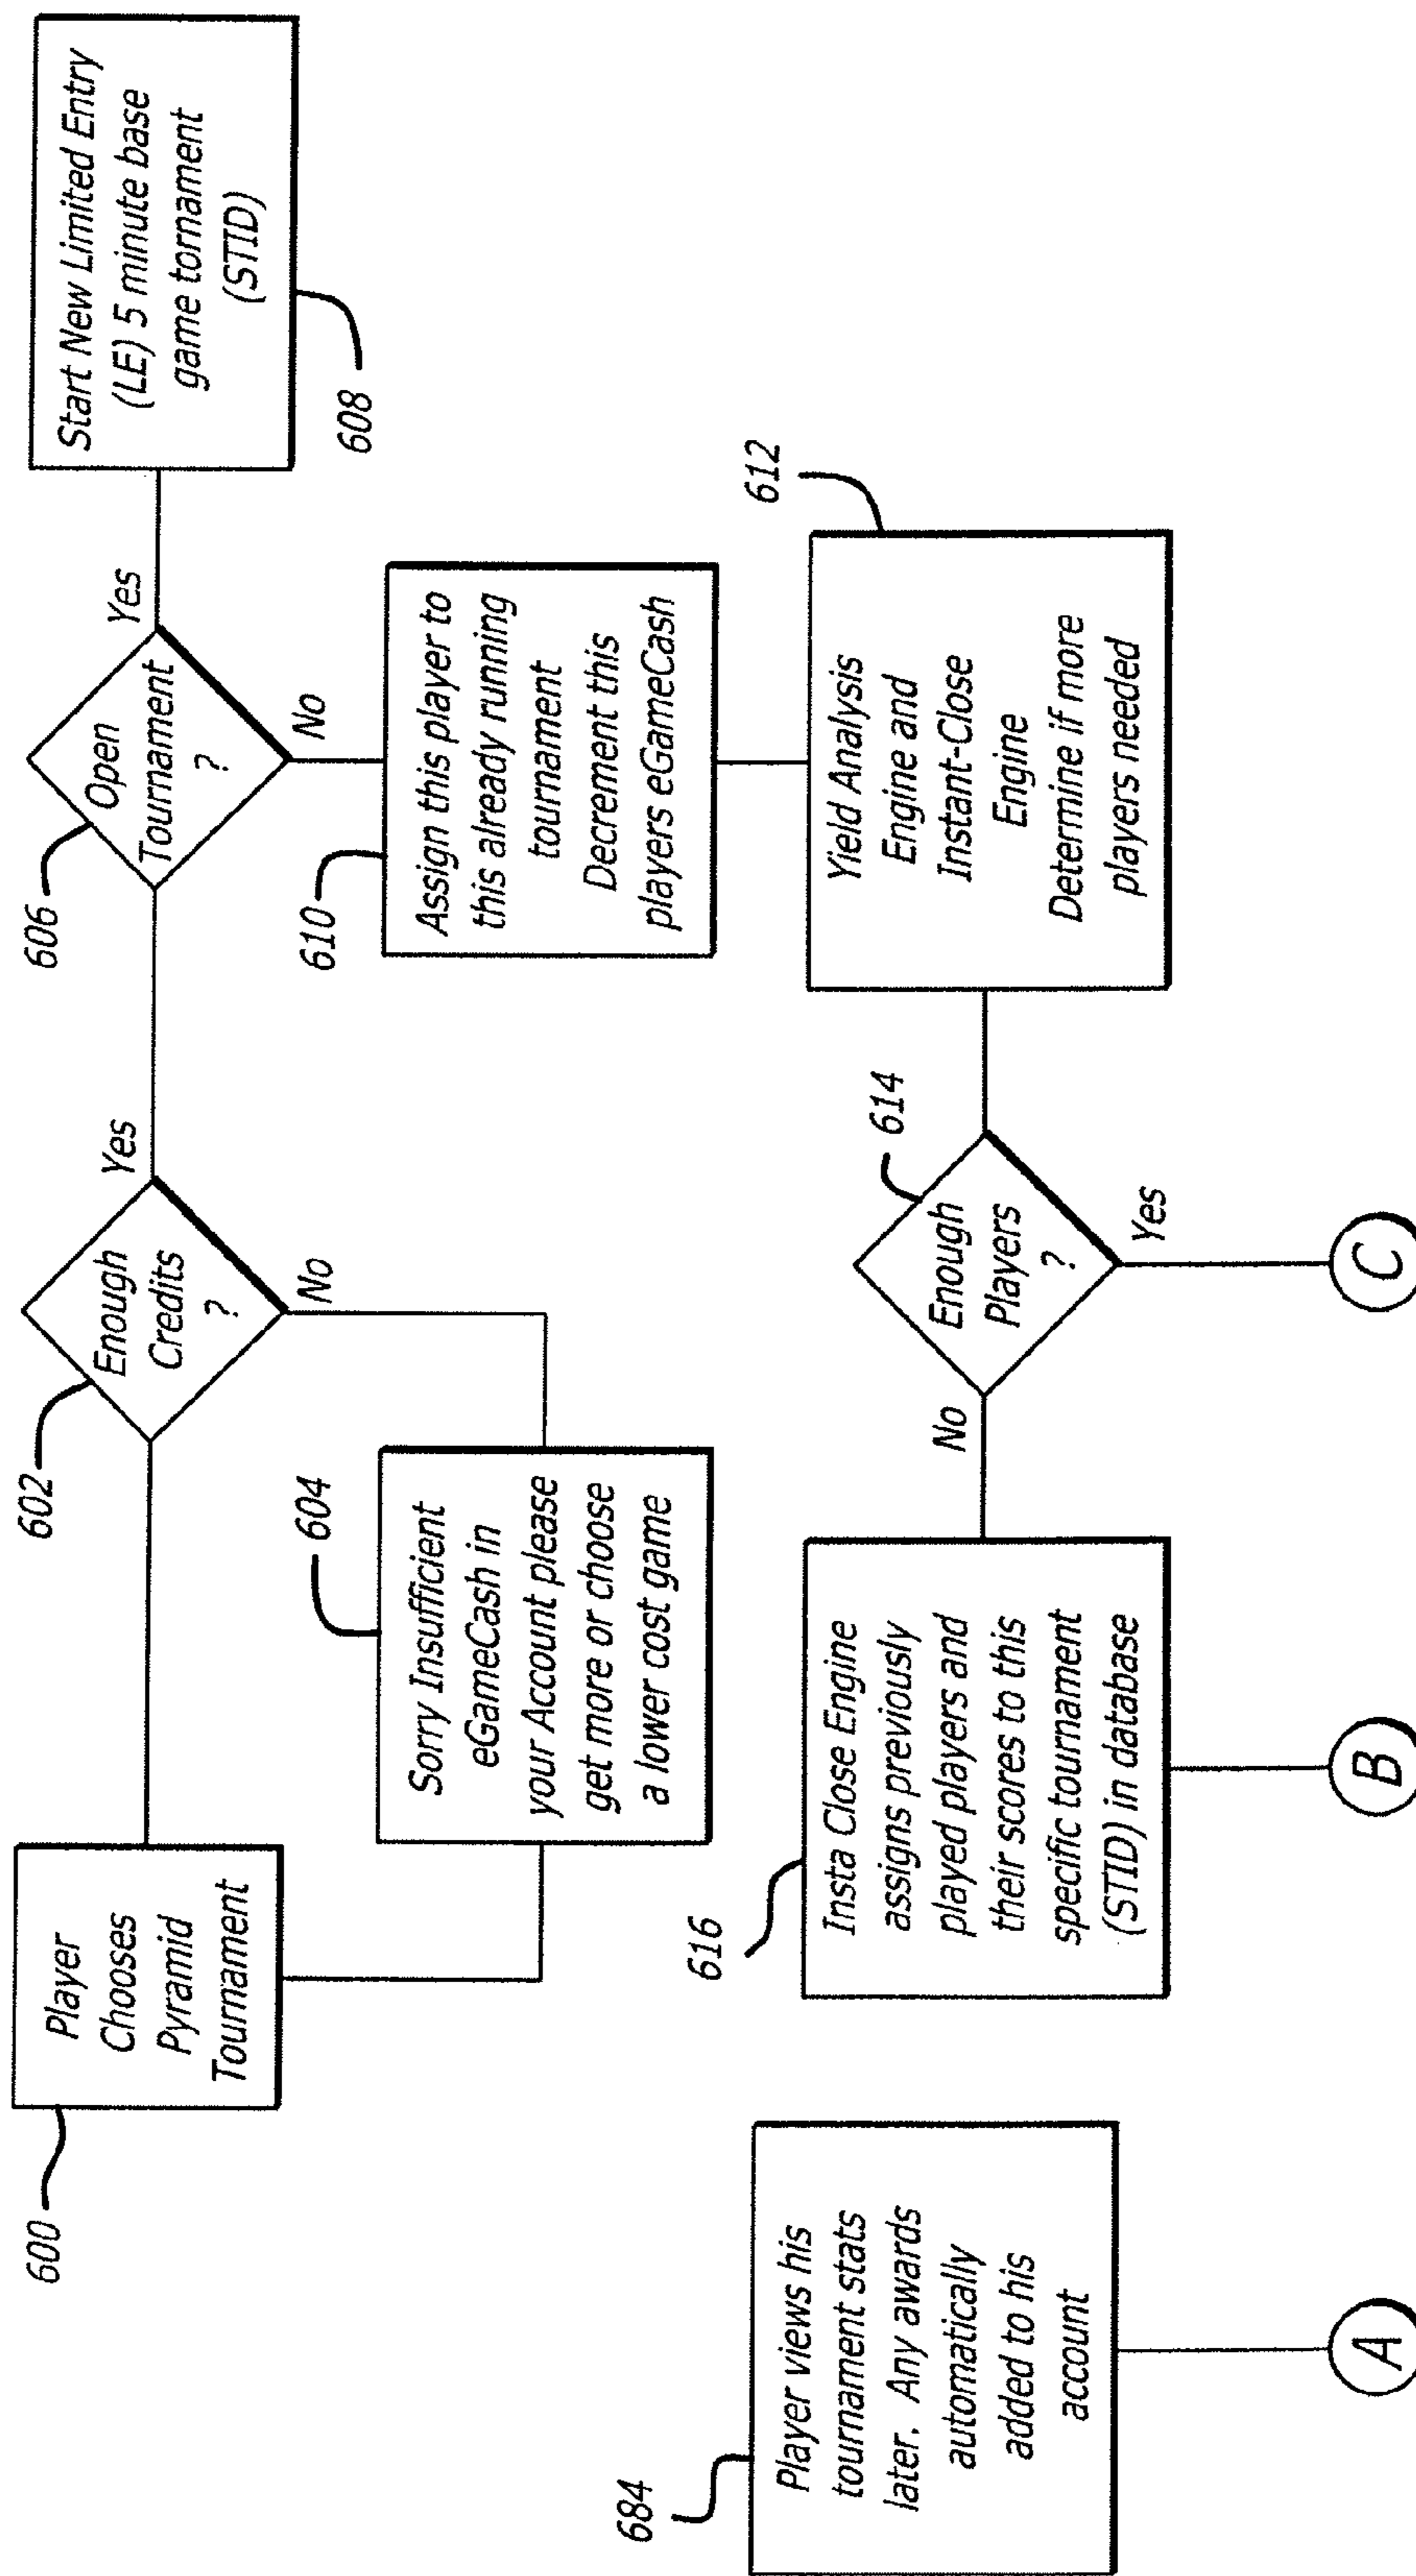 600
Player
Chooses
Pyramid
Tournament
602
Enough
Credits
?
Yes
No
604
Sorry Insufficient
eGameCash in
your Account please
get more or choose
a lower cost game
606
Open
Tournament
?
Yes
No
Start New Limited Entry
(LE) 5 minute base
game tornament
(STID)
608
610
Assign this player to
this already running
tournament
Decrement this
players eGameCash
612
Yield Analysis
Engine and
Instant-Close
Engine
Determine if more
players needed
614
Enough
Players
?
No
Yes
616
Insta Close Engine
assigns previously
played players and
their scores to this
specific tournament
(STID) in database
684
Player views his
tournament stats
later. Any awards
automatically
added to his
account
A
B
C